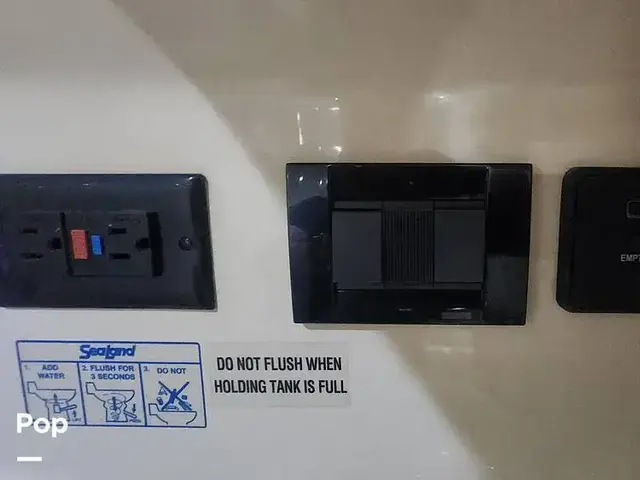 EMPT
SeaLand
1. ADD WATER
2. FLUSH FOR 3 SECONDS
3. DO NOT
DO NOT FLUSH WHEN
HOLDING TANK IS FULL
Pop